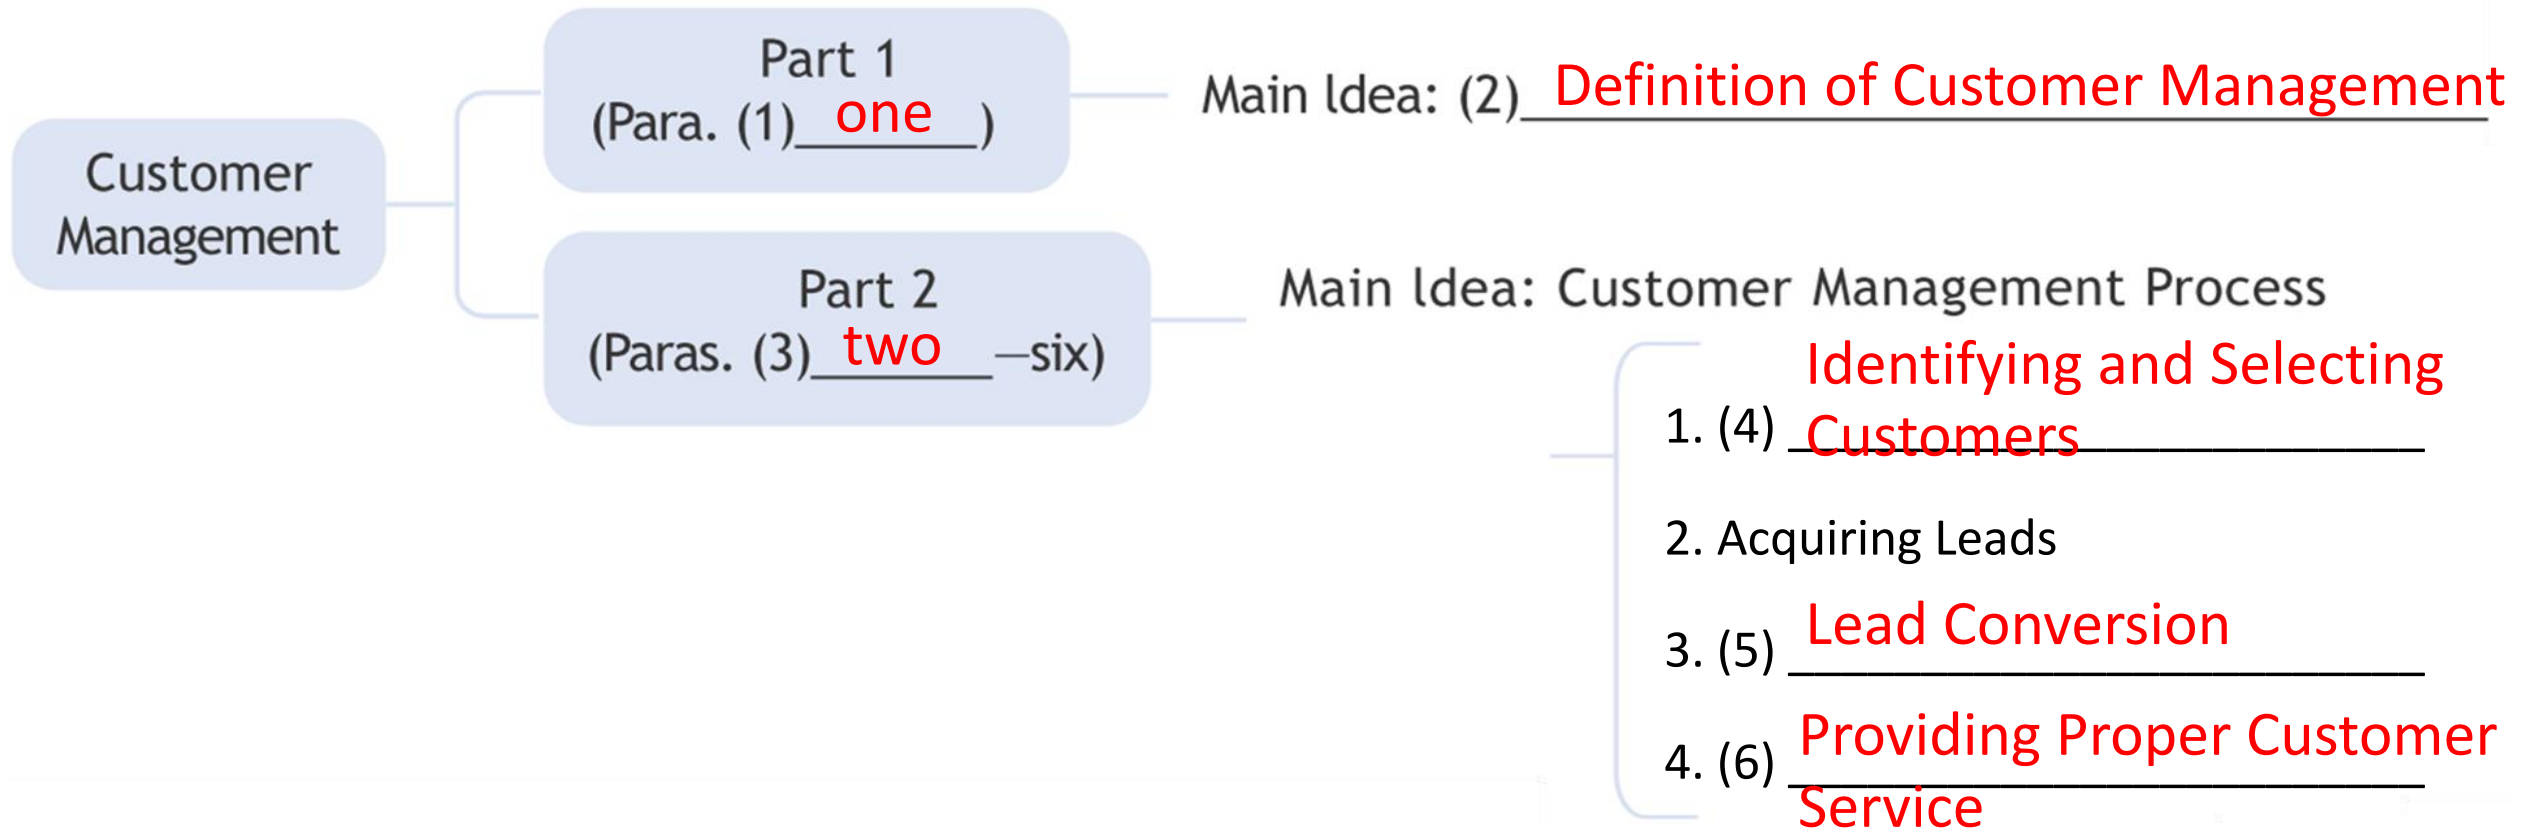 Customer
Management
Part 1
(Para. (1) one )
Main ldea: (2) Definition of Customer Management
Part 2
(Paras. (3) two —six)
Main ldea: Customer Management Process
1. (4) Identifying and Selecting
Customers
2. Acquiring Leads
3. (5) Lead Conversion
4. (6) Providing Proper Customer
Service